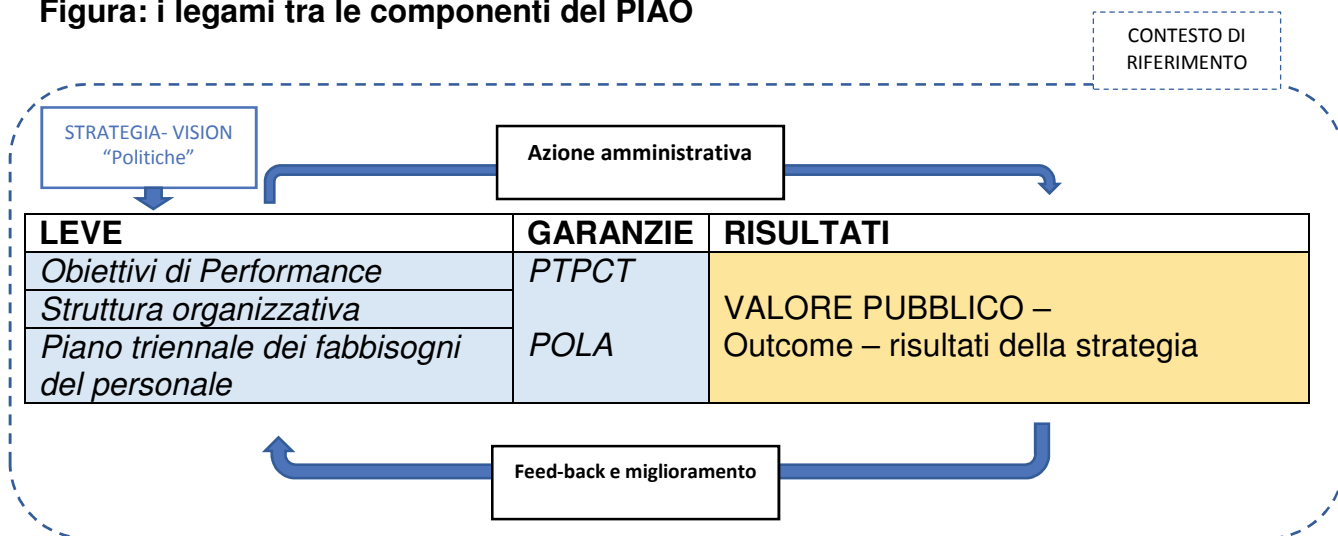 Figura: i legami tra le componenti del PIAO
CONTESTO DI
RIFERIMENTO
STRATEGIA- VISION
“Politiche”
Azione amministrativa
LEVE GARANZIE RISULTATI
Obiettivi di Performance PTPCT
Struttura organizzativa
VALORE PUBBLICO –
Piano triennale dei fabbisogni POLA Outcome – risultati della strategia
del personale
Feed-back e miglioramento